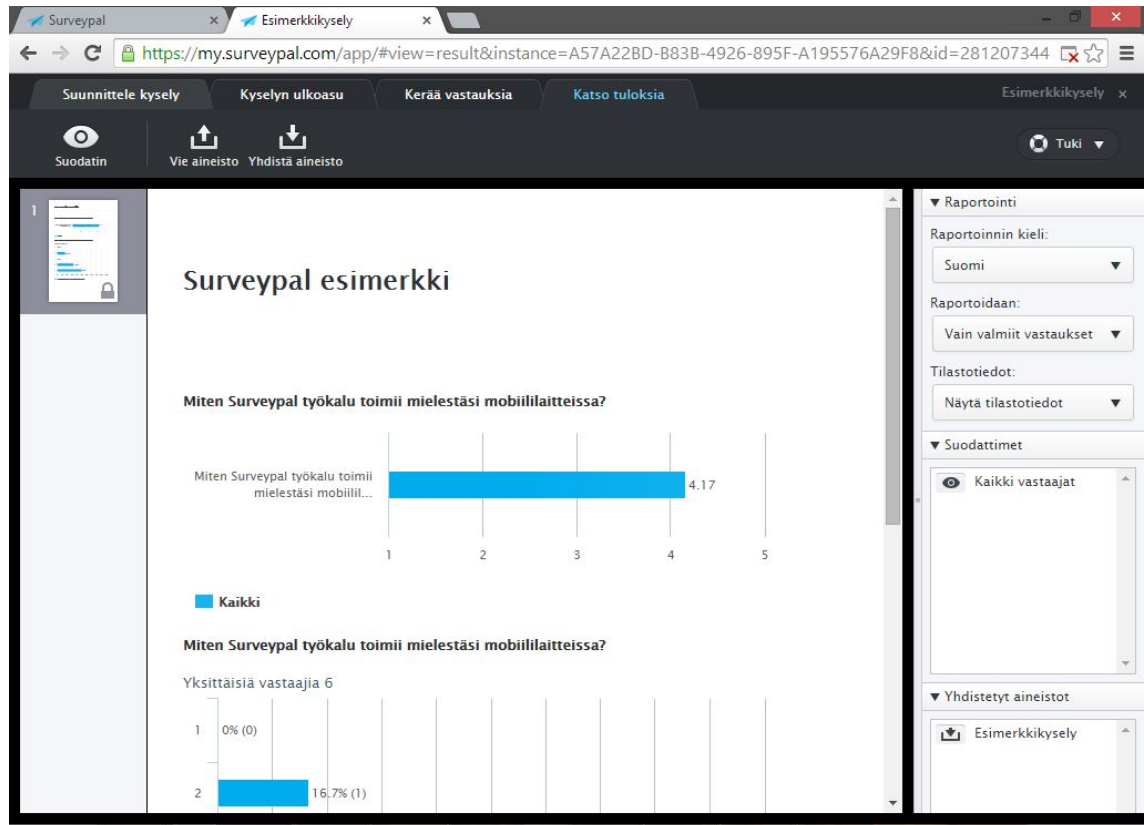 Surveypal
Esimerkkikysely
https://my.surveypal.com/app/#view=result&instance=A57A22BD-B83B-4926-895F-A195576A29F8&id=281207344
Suunnittele kysely
Kyselyn ulkoasu
Kerää vastauksia
Katso tuloksia
Esimerkkikysely
Suodatin
Vie aineisto
Yhdistä aineisto
Tuki
1
Surveypal esimerkki
Miten Surveypal työkalu toimii mielestäsi mobiililaitteissa?
Miten Surveypal työkalu toimii
mielestäsi mobiilil...
4.17
1 2 3 4 5
Kaikki
Miten Surveypal työkalu toimii mielestäsi mobiililaitteissa?
Yksittäisiä vastaajia 6
1 0% (0)
2 16.7% (1)
Raportointi
Raportoinnin kieli:
Suomi
Raportoidaan:
Vain valmiit vastaukset
Tilastotiedot:
Näytä tilastotiedot
Suodattimet
Kaikki vastaajat
Yhdistetyt aineistot
Esimerkkikysely